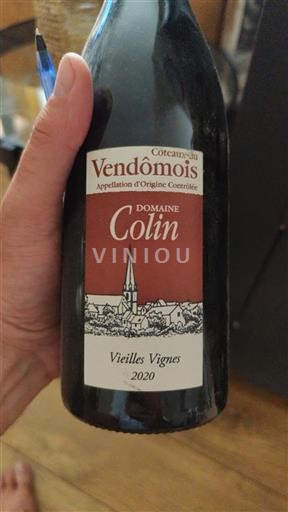 Coteaux du
Vendômois
Appellation d'Origine Contrôlée
DOMAINE
Colin
VINIOU
Vieilles Vignes
2020